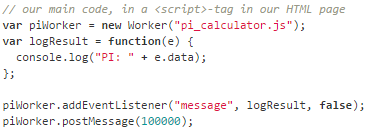 // our main code, in a <script>-tag in our HTML page
var piWorker = new Worker("pi_calculator.js");
var logResult = function(e) {
  console.log("PI: " + e.data);
};

piWorker.addEventListener("message", logResult, false);
piWorker.postMessage(100000);